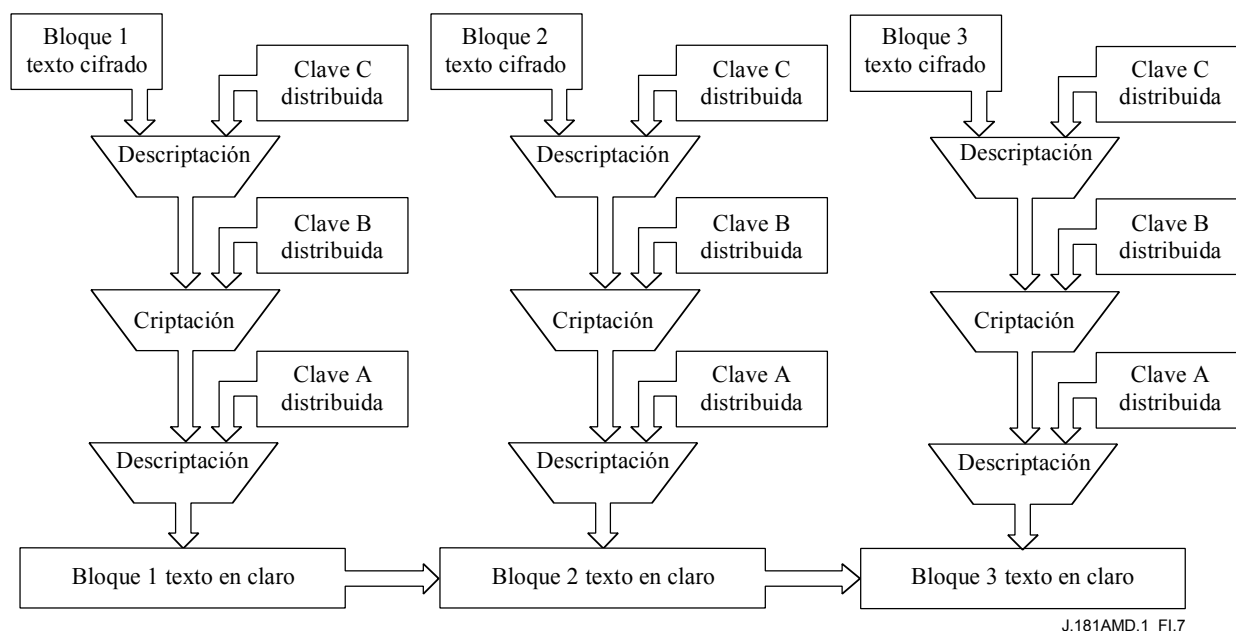 Bloque 1
texto cifrado
Clave C
distribuida
Descriptación
Clave B
distribuida
Criptación
Clave A
distribuida
Descriptación
Bloque 1 texto en claro
Bloque 2
texto cifrado
Clave C
distribuida
Descriptación
Clave B
distribuida
Criptación
Clave A
distribuida
Descriptación
Bloque 2 texto en claro
Bloque 3
texto cifrado
Clave C
distribuida
Descriptación
Clave B
distribuida
Criptación
Clave A
distribuida
Descriptación
Bloque 3 texto en claro
J.181AMD.1_FI.7